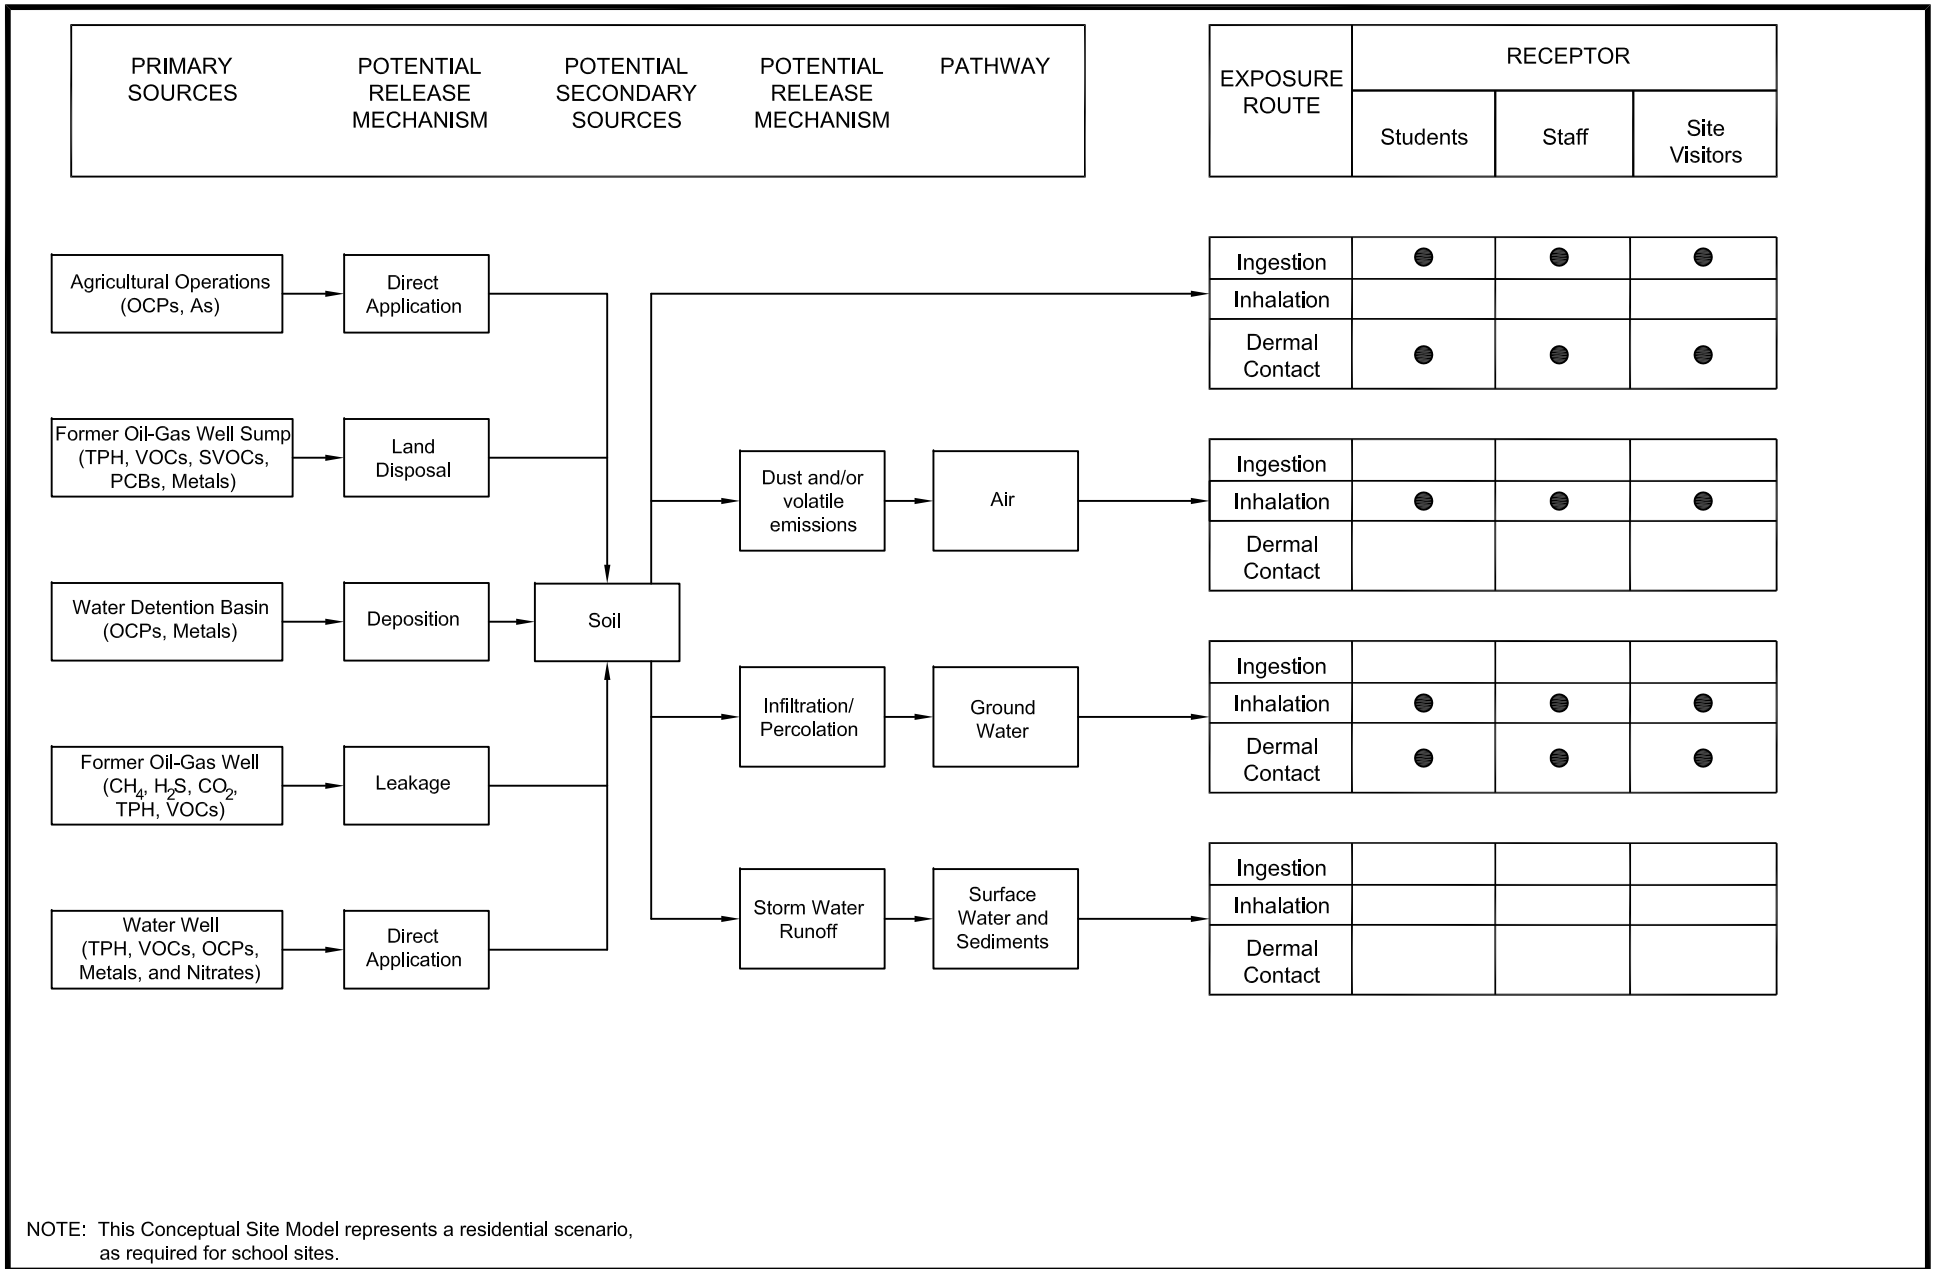 PRIMARY
SOURCES
POTENTIAL
RELEASE
MECHANISM
POTENTIAL
SECONDARY
SOURCES
POTENTIAL
RELEASE
MECHANISM
PATHWAY
EXPOSURE
ROUTE
RECEPTOR
Students
Staff
Site
Visitors
Agricultural Operations
(OCPs, As)
Direct
Application
Ingestion
Inhalation
Dermal
Contact
Former Oil-Gas Well Sump
(TPH, VOCs, SVOCs,
PCBs, Metals)
Land
Disposal
Dust and/or
volatile
emissions
Air
Ingestion
Inhalation
Dermal
Contact
Water Detention Basin
(OCPs, Metals)
Deposition
Soil
Infiltration/
Percolation
Ground
Water
Ingestion
Inhalation
Dermal
Contact
Former Oil-Gas Well
(CH4, H2S, CO2,
TPH, VOCs)
Leakage
Water Well
(TPH, VOCs, OCPs,
Metals, and Nitrates)
Direct
Application
Storm Water
Runoff
Surface
Water and
Sediments
Ingestion
Inhalation
Dermal
Contact
NOTE: This Conceptual Site Model represents a residential scenario,
as required for school sites.